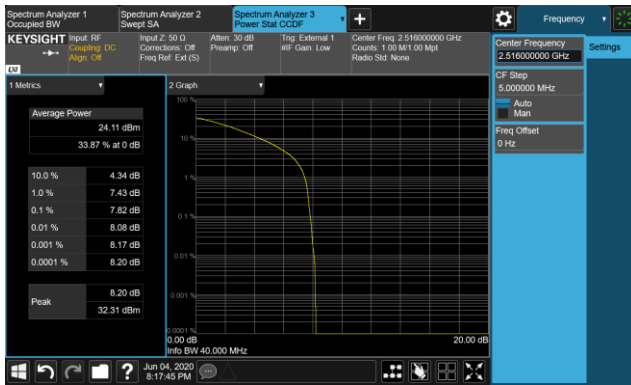 Spectrum Analyzer 1
Occupied BW
Spectrum Analyzer 2
Swept SA
Spectrum Analyzer 3
Power Stat CCDF
Frequency
KEYSIGHT
Input: RF
Coupling: DC
Align: Off
Input Z: 50 Ω
Corrections: Off
Freq Ref: Ext (S)
Atten: 30 dB
Preamp: Off
Trig: External 1
#IF Gain: Low
Center Freq: 2.516000000 GHz
Counts: 1.00 M/1.00 Mpt
Radio Std: None
LXI
Center Frequency
2.516000000 GHz
Settings
CF Step
5.000000 MHz
Auto
Man
Freq Offset
0 Hz
1 Metrics
2 Graph
Average Power
24.11 dBm
33.87 % at 0 dB
10.0 % 4.34 dB
1.0 % 7.43 dB
0.1 % 7.82 dB
0.01 % 8.08 dB
0.001 % 8.17 dB
0.0001 % 8.20 dB
Peak
8.20 dB
32.31 dBm
100 %
10 %
1 %
0.1 %
0.01 %
0.001 %
0.0001 %
0.00 dB
20.00 dB
Info BW 40.000 MHz
?
Jun 04, 2020
8:17:45 PM